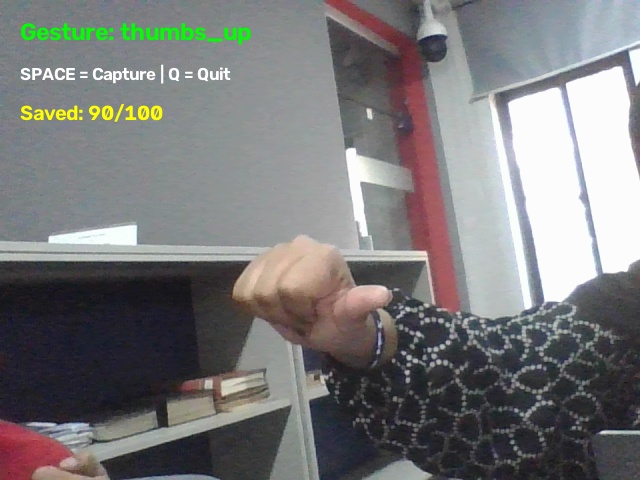 Gesture: thumbs_up
SPACE = Capture | Q = Quit
Saved: 90/100